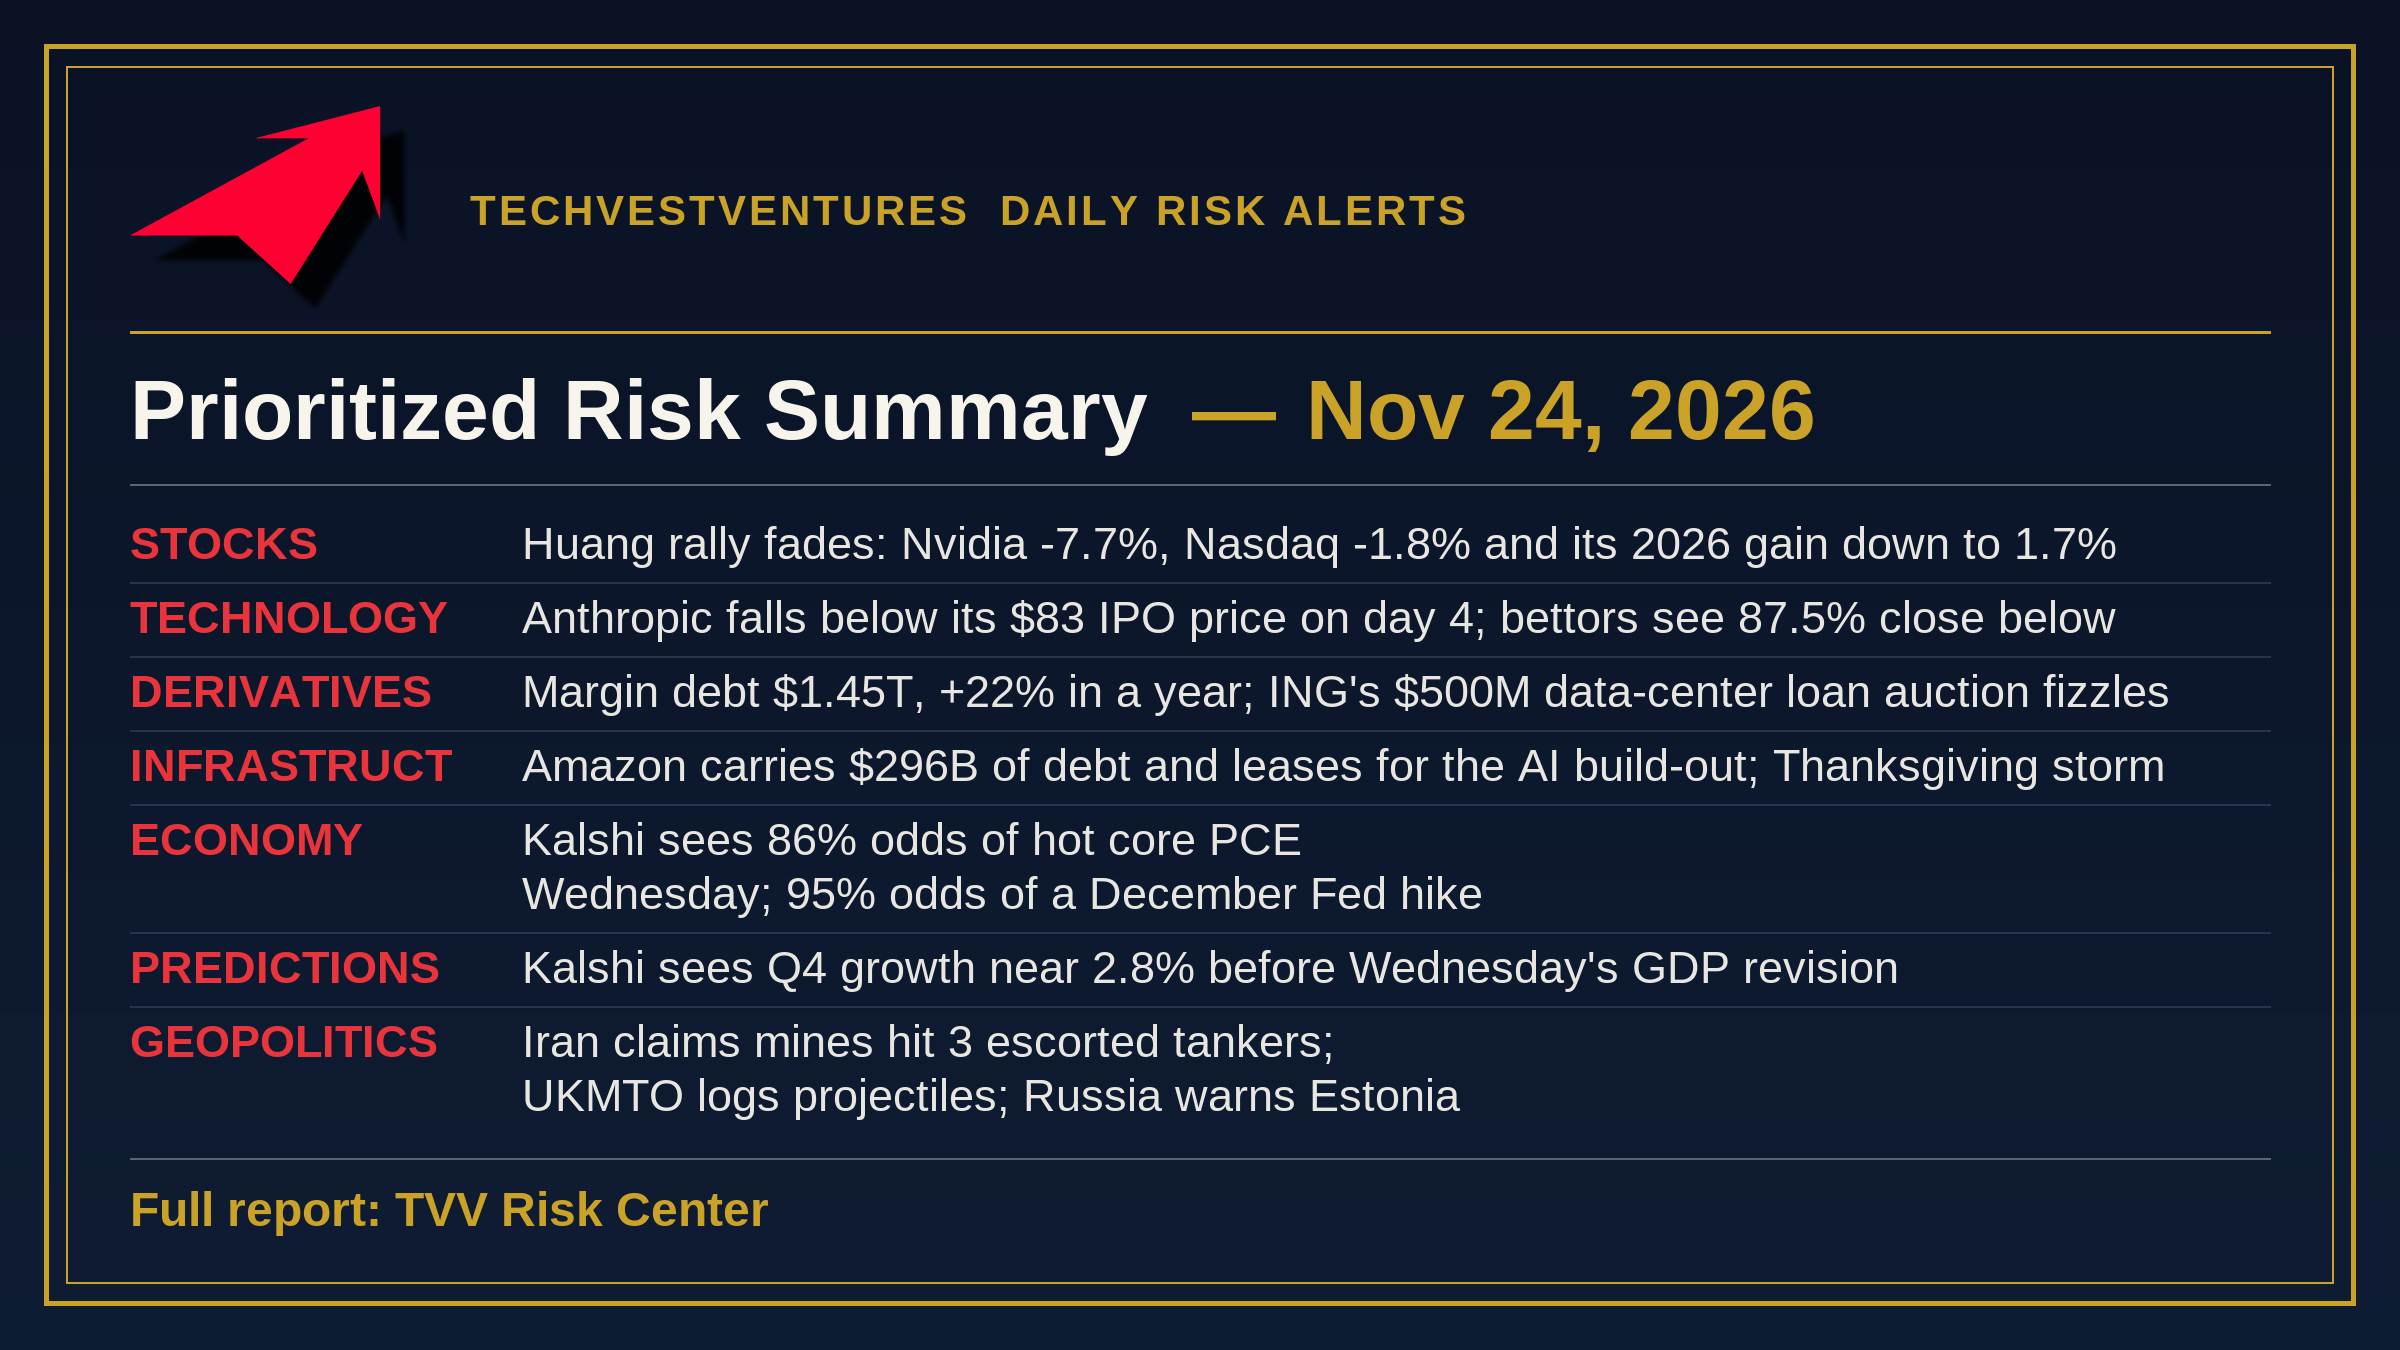 TECHVESTVENTURES DAILY RISK ALERTS
Prioritized Risk Summary — Nov 24, 2026
STOCKS Huang rally fades: Nvidia -7.7%, Nasdaq -1.8% and its 2026 gain down to 1.7%
TECHNOLOGY Anthropic falls below its $83 IPO price on day 4; bettors see 87.5% close below
DERIVATIVES Margin debt $1.45T, +22% in a year; ING's $500M data-center loan auction fizzles
INFRASTRUCT Amazon carries $296B of debt and leases for the AI build-out; Thanksgiving storm
ECONOMY Kalshi sees 86% odds of hot core PCE
Wednesday; 95% odds of a December Fed hike
PREDICTIONS Kalshi sees Q4 growth near 2.8% before Wednesday's GDP revision
GEOPOLITICS Iran claims mines hit 3 escorted tankers;
UKMTO logs projectiles; Russia warns Estonia
Full report: TVV Risk Center